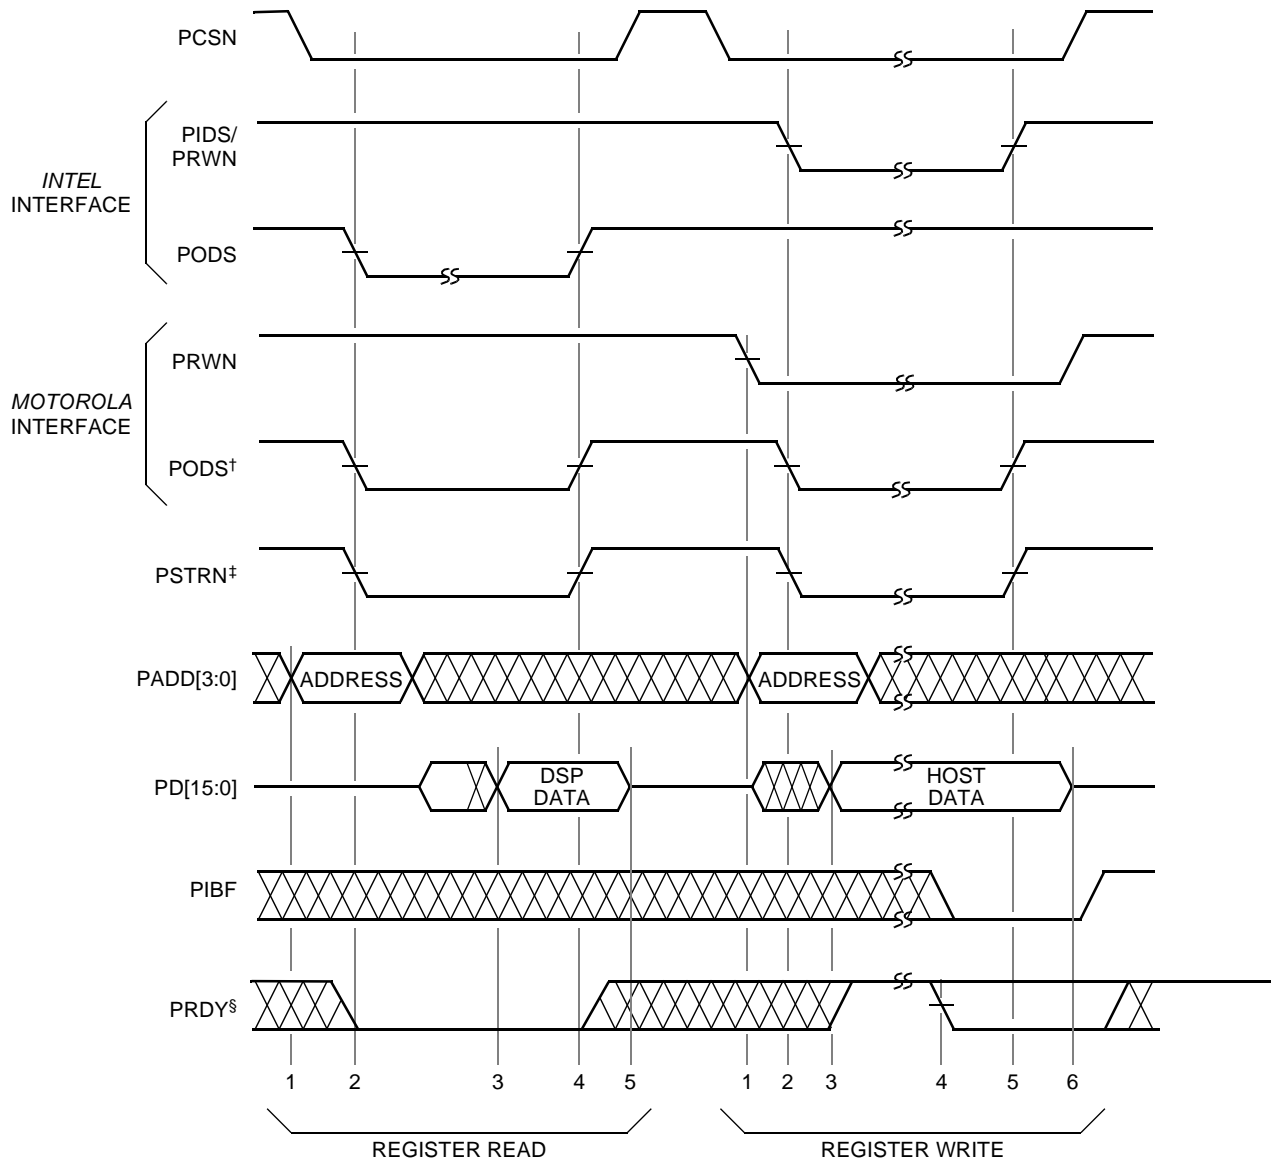 PCSN
PIDS/
PRWN
INTEL
INTERFACE
PODS
PRWN
MOTOROLA
INTERFACE
PODS†
PSTRN‡
PADD[3:0]
ADDRESS
ADDRESS
PD[15:0]
DSP
DATA
HOST
DATA
PIBF
PRDY§
1 2 3 4 5 1 2 3 4 5 6
REGISTER READ
REGISTER WRITE